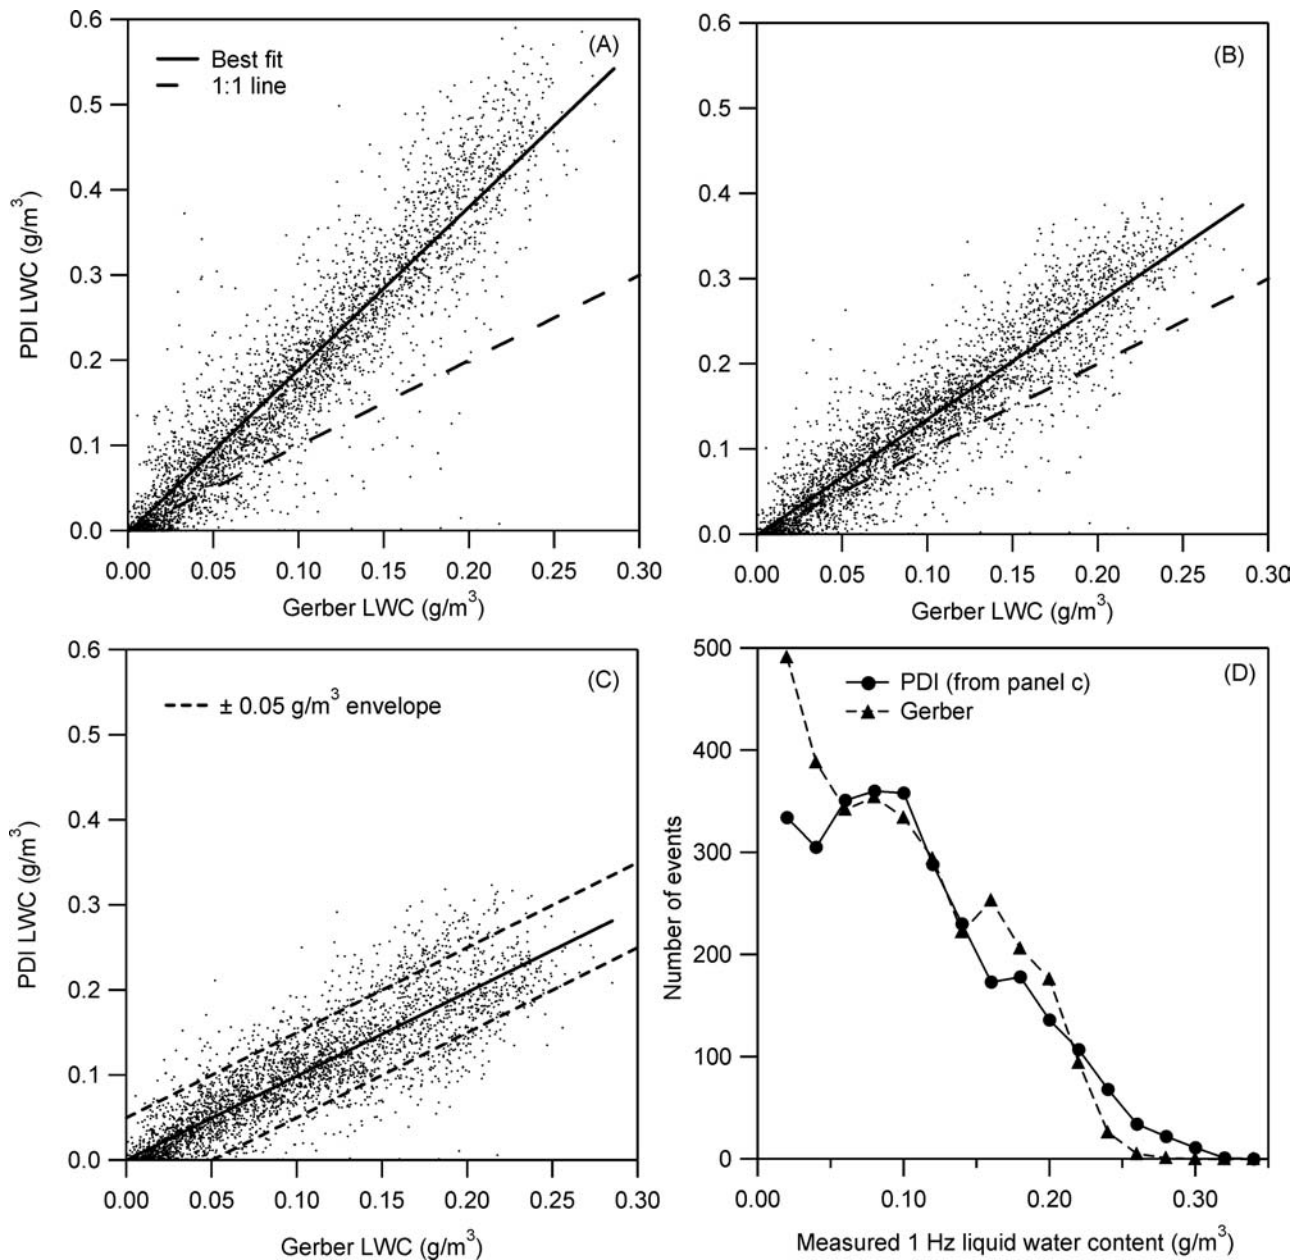 (A)
Best fit
1:1 line
0.6
0.5
0.4
0.3
0.2
0.1
0.0
PDI LWC (g/m³)
0.00 0.05 0.10 0.15 0.20 0.25 0.30
Gerber LWC (g/m³)
(B)
0.6
0.5
0.4
0.3
0.2
0.1
0.0
0.00 0.05 0.10 0.15 0.20 0.25 0.30
Gerber LWC (g/m³)
(C)
± 0.05 g/m³ envelope
0.6
0.5
0.4
0.3
0.2
0.1
0.0
PDI LWC (g/m³)
0.00 0.05 0.10 0.15 0.20 0.25 0.30
Gerber LWC (g/m³)
(D)
PDI (from panel c)
Gerber
500
400
300
200
100
0
Number of events
0.00 0.10 0.20 0.30
Measured 1 Hz liquid water content (g/m³)